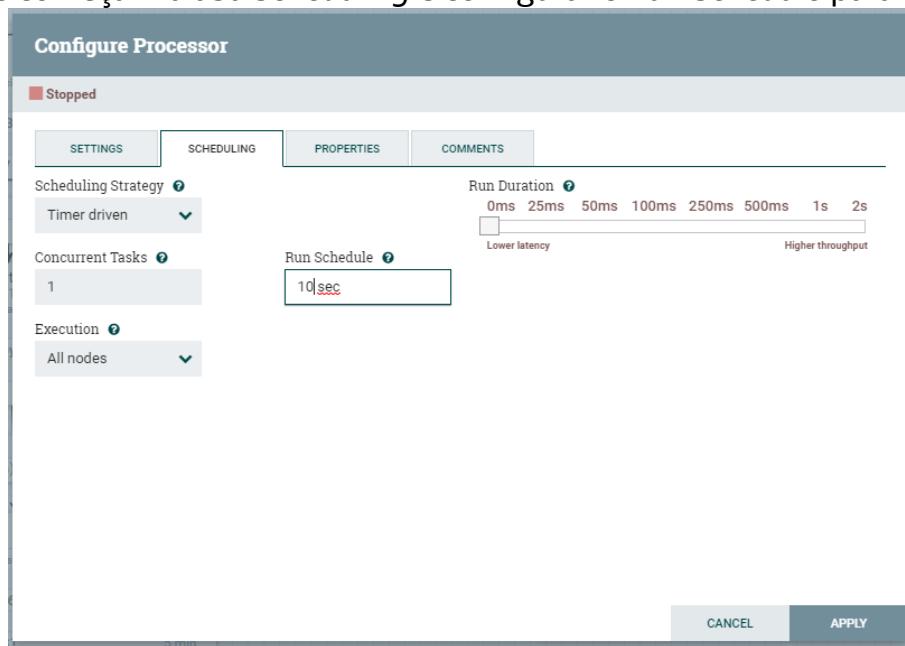 Configure Processor
Stopped
SETTINGS SCHEDULING PROPERTIES COMMENTS
Scheduling Strategy ? Run Duration ?
Timer driven 0ms 25ms 50ms 100ms 250ms 500ms 1s 2s
Lower latency Higher throughput
Concurrent Tasks ? Run Schedule ?
1 10 sec
Execution ?
All nodes
CANCEL APPLY